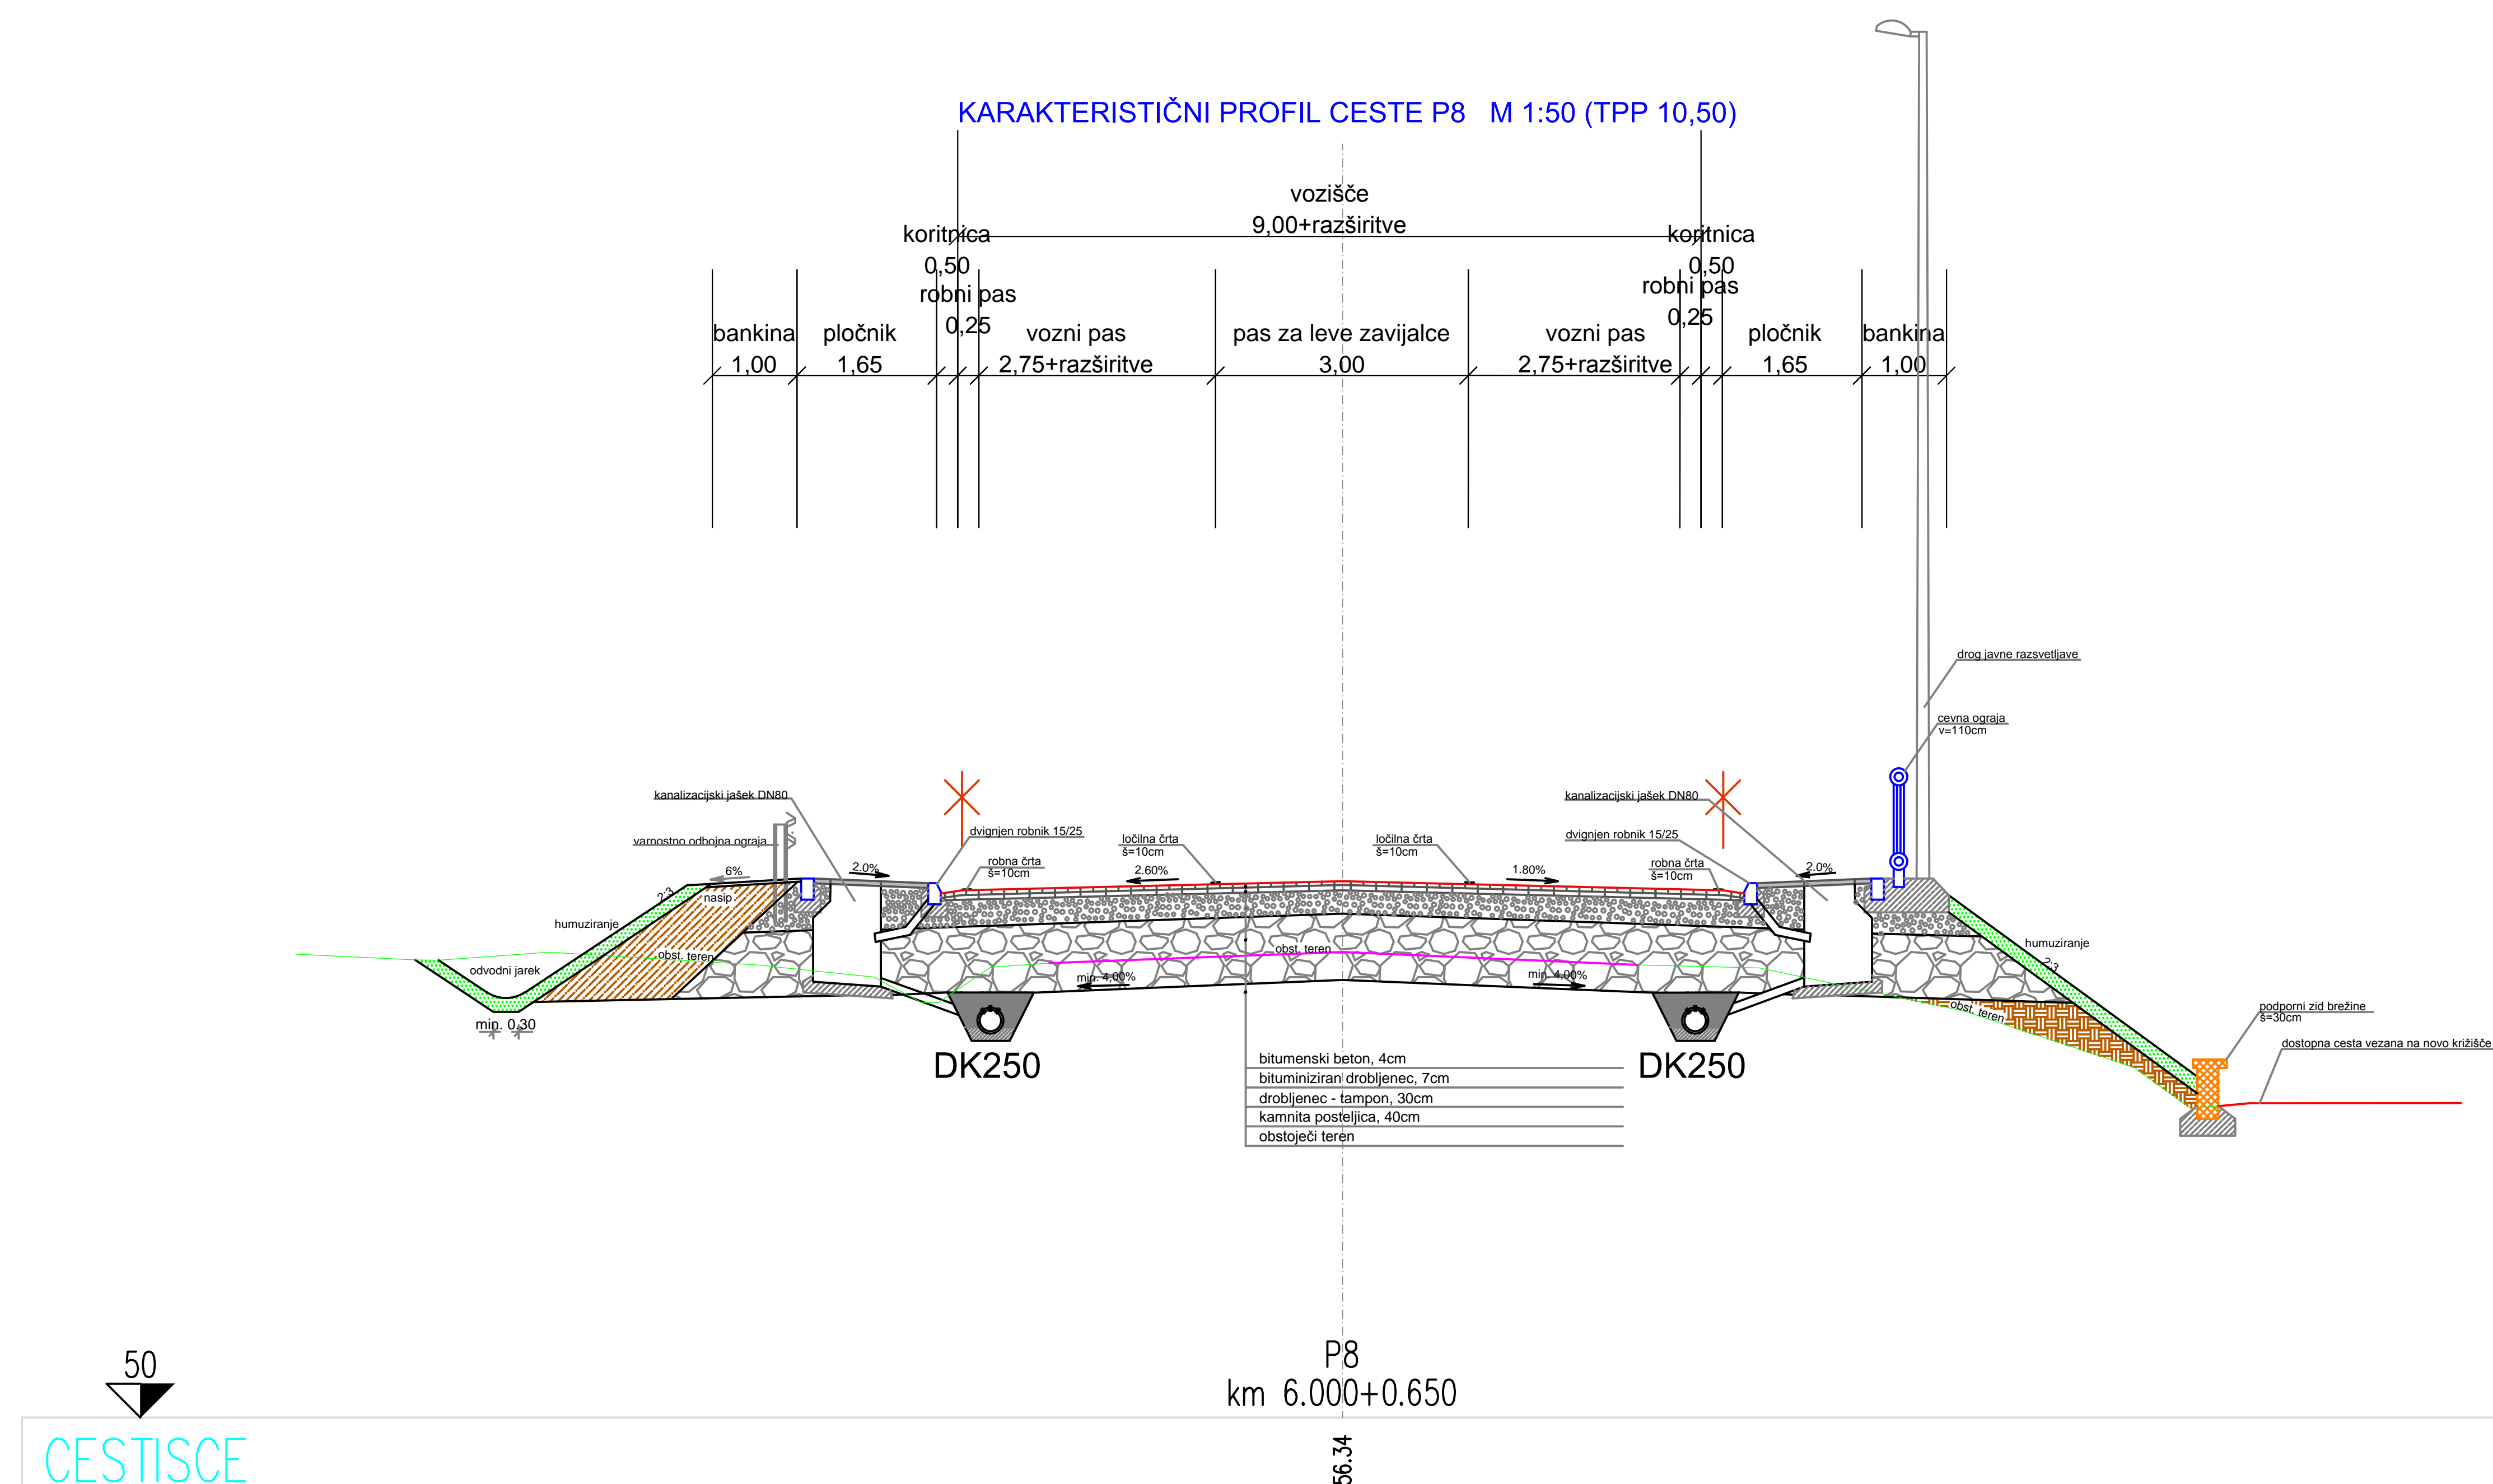 KARAKTERISTIČNI PROFIL CESTE P8   M 1:50 (TPP 10,50)
vozišče
9,00+razširitve
koritnica
0,50
robni pas
0,25
koritnica
0,50
robni pas
0,25
bankina
1,00
pločnik
1,65
vozni pas
2,75+razširitve
pas za leve zavijalce
3,00
vozni pas
2,75+razširitve
pločnik
1,65
bankina
1,00
drog javne razsvetljave
cevna ograja
v=110cm
kanalizacijski jašek DN80
varnostno odbojna ograja
dvignjen robnik 15/25
robna črta
š=10cm
ločilna črta
š=10cm
ločilna črta
š=10cm
kanalizacijski jašek DN80
dvignjen robnik 15/25
robna črta
š=10cm
6%
2.0%
2.60%
1.80%
2.0%
2:3
nasip
humuziranje
odvodni jarek
obst. teren
min. 0.30
obst. teren
min. 4,00%
min. 4,00%
humuziranje
2:3
obst. teren
podporni zid brežine
š=30cm
dostopna cesta vezana na novo križišče
DK250
DK250
bitumenski beton, 4cm
bituminiziran drobljenec, 7cm
drobljenec - tampon, 30cm
kamnita posteljica, 40cm
obstoječi teren
P8
km 6.000+0.650
50
CESTISCE
56.34